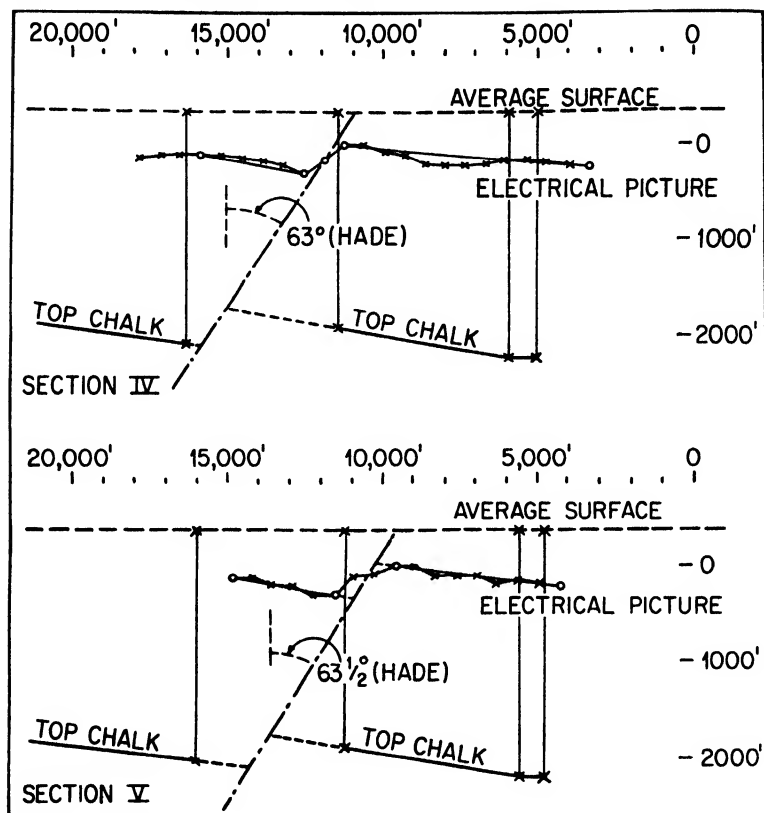 20,000' 15,000' 10,000' 5,000' 0
AVERAGE SURFACE
-0
ELECTRICAL PICTURE
63° (HADE)
-1000'
TOP CHALK
TOP CHALK
-2000'
SECTION IV
20,000' 15,000' 10,000' 5,000' 0
AVERAGE SURFACE
-0
ELECTRICAL PICTURE
63½° (HADE)
-1000'
TOP CHALK
TOP CHALK
-2000'
SECTION V